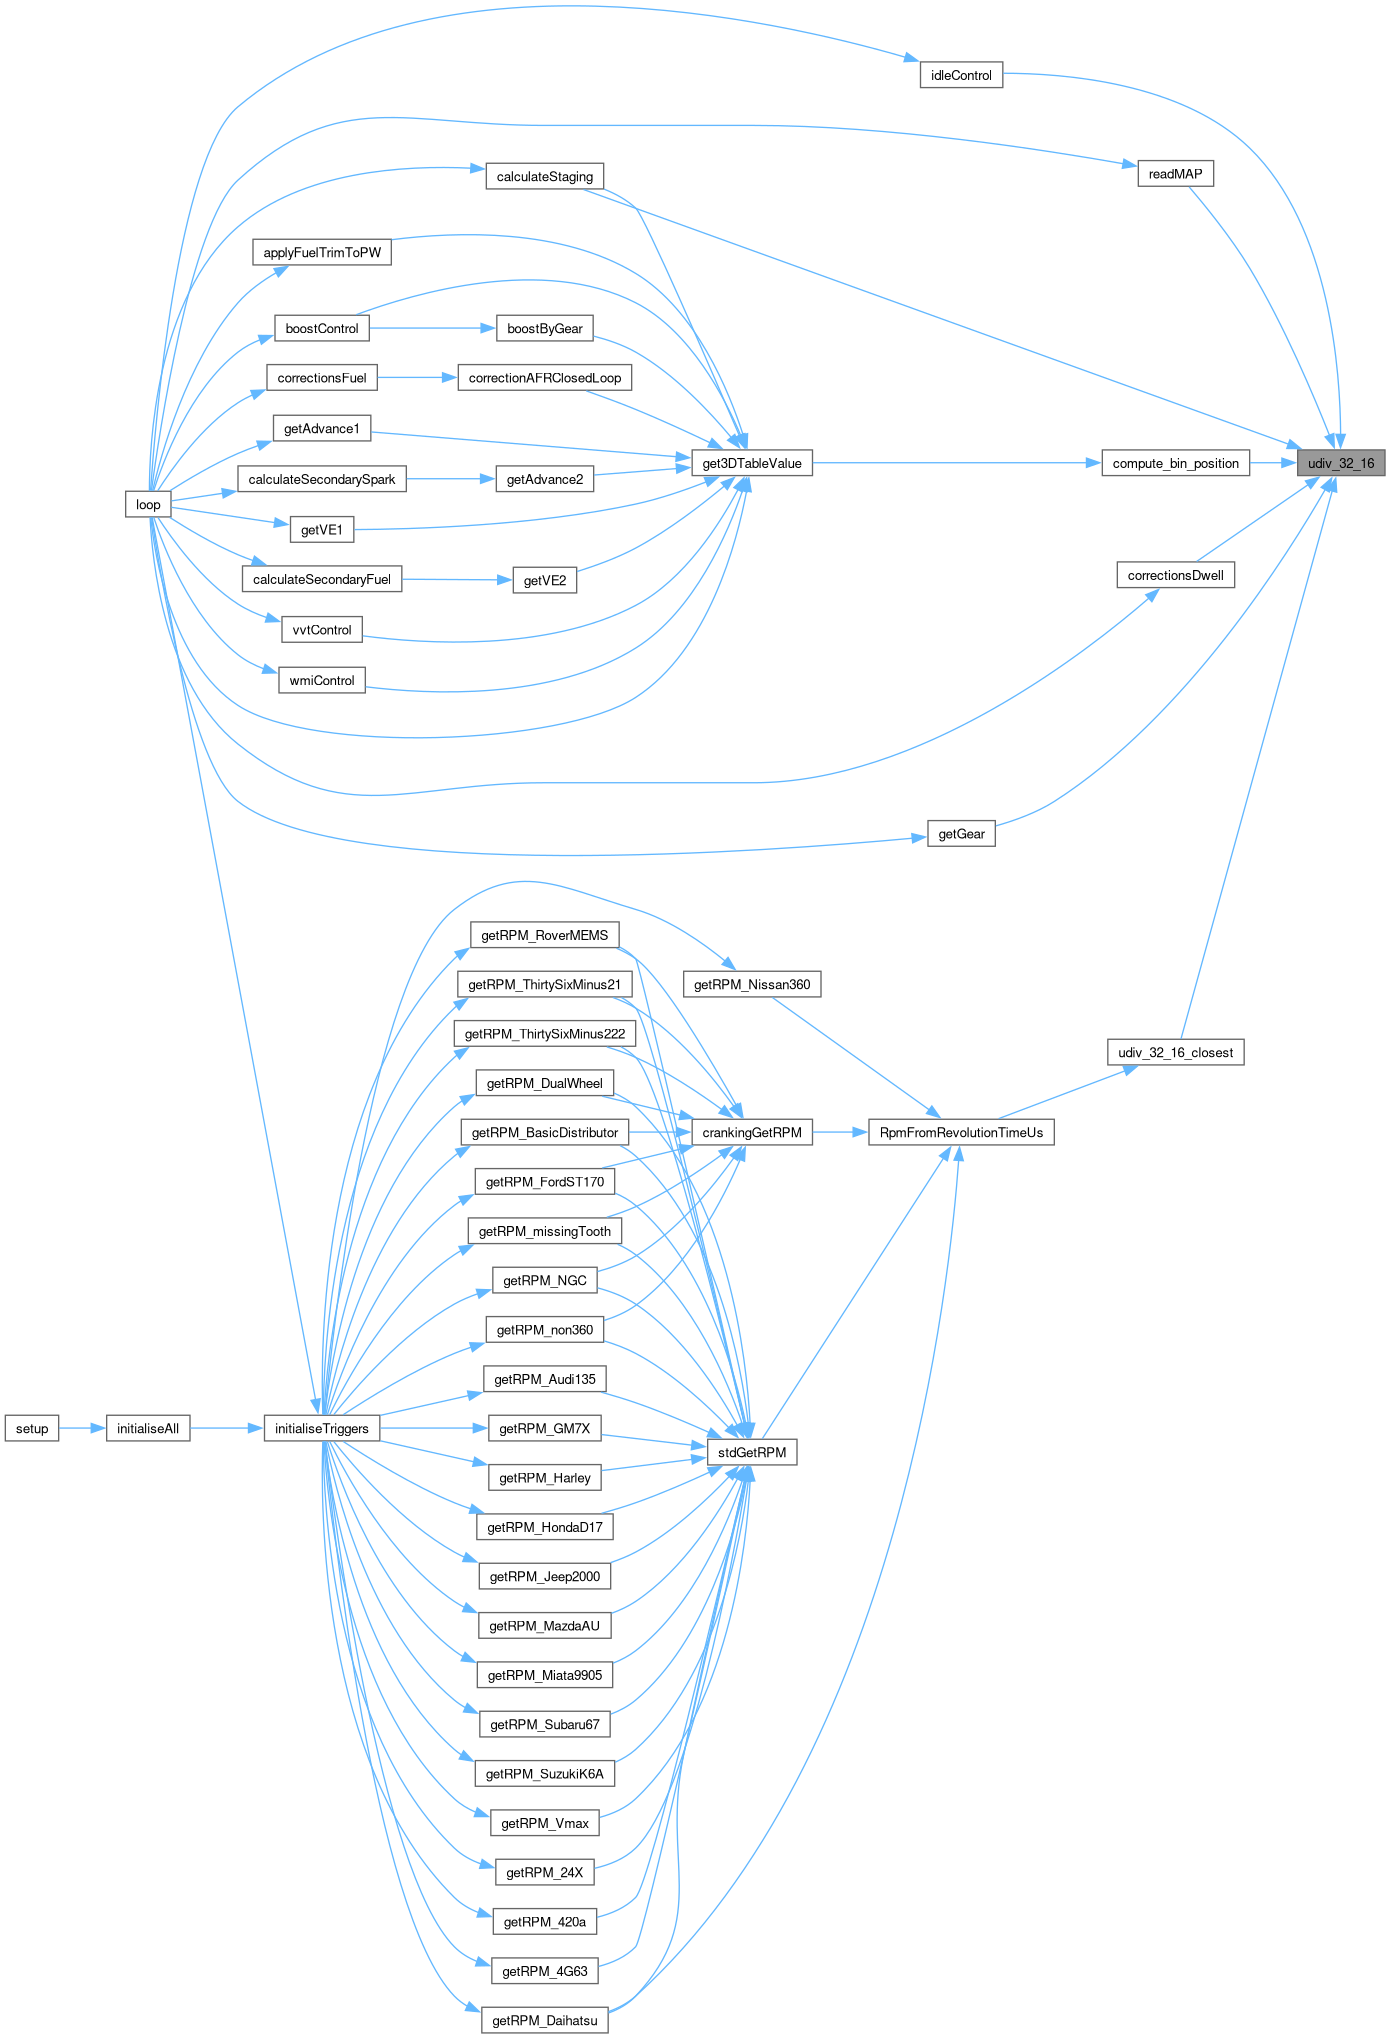 idleControl
readMAP
calculateStaging
applyFuelTrimToPW
boostControl
boostByGear
correctionsFuel
correctionAFRClosedLoop
getAdvance1
get3DTableValue
compute_bin_position
udiv_32_16
calculateSecondarySpark
getAdvance2
loop
getVE1
calculateSecondaryFuel
getVE2
correctionsDwell
vvtControl
wmiControl
getGear
getRPM_RoverMEMS
getRPM_ThirtySixMinus21
getRPM_Nissan360
getRPM_ThirtySixMinus222
udiv_32_16_closest
getRPM_DualWheel
getRPM_BasicDistributor
crankingGetRPM
RpmFromRevolutionTimeUs
getRPM_FordST170
getRPM_missingTooth
getRPM_NGC
getRPM_non360
getRPM_Audi135
setup
initialiseAll
initialiseTriggers
getRPM_GM7X
stdGetRPM
getRPM_Harley
getRPM_HondaD17
getRPM_Jeep2000
getRPM_MazdaAU
getRPM_Miata9905
getRPM_Subaru67
getRPM_SuzukiK6A
getRPM_Vmax
getRPM_24X
getRPM_420a
getRPM_4G63
getRPM_Daihatsu